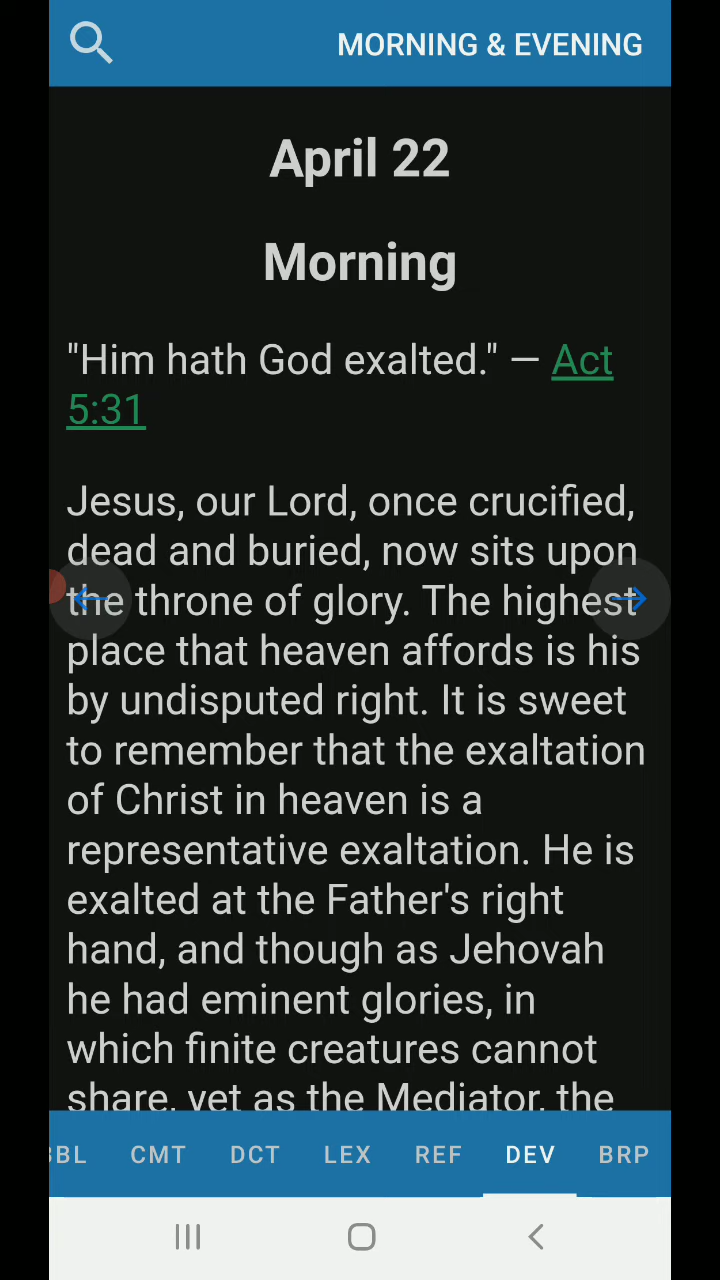 MORNING & EVENING
April 22
Morning
"Him hath God exalted." — Act
5:31
Jesus, our Lord, once crucified,
dead and buried, now sits upon
the throne of glory. The highest
place that heaven affords is his
by undisputed right. It is sweet
to remember that the exaltation
of Christ in heaven is a
representative exaltation. He is
exalted at the Father's right
hand, and though as Jehovah
he had eminent glories, in
which finite creatures cannot
share, yet as the Mediator, the
BBL CMT DCT LEX REF DEV BRP